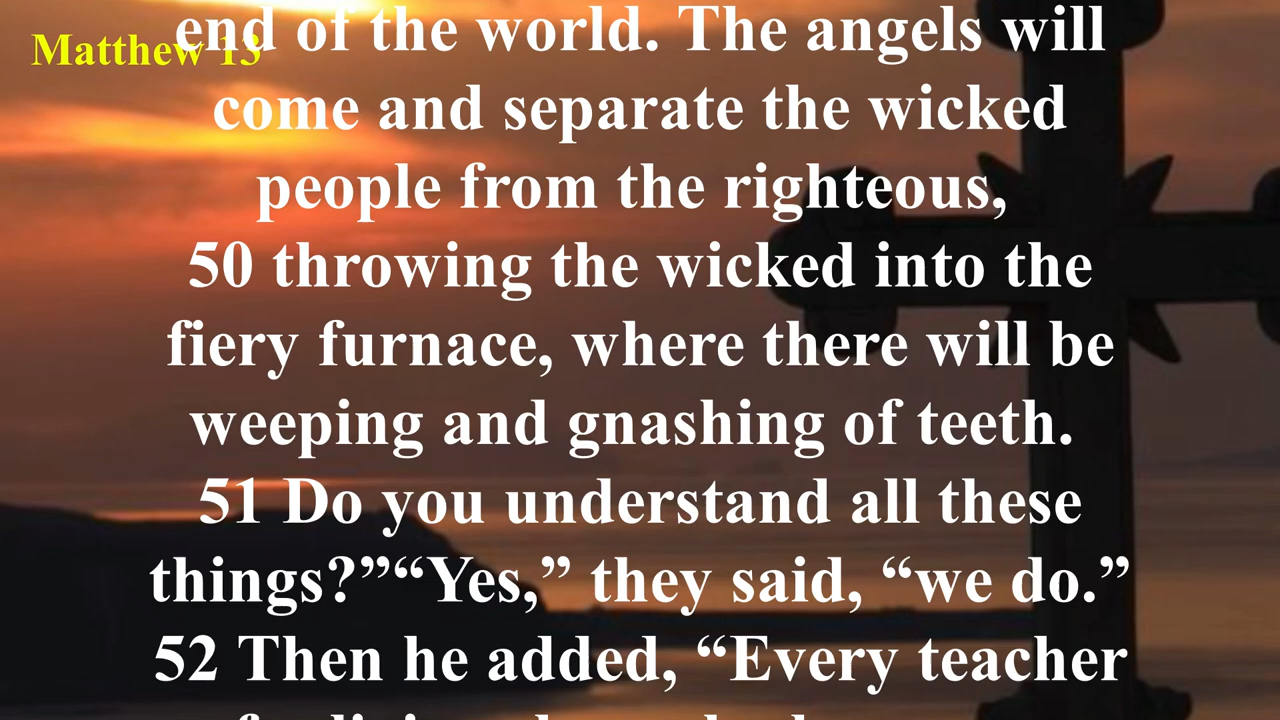 Matthew 13
end of the world. The angels will
come and separate the wicked
people from the righteous,
50 throwing the wicked into the
fiery furnace, where there will be
weeping and gnashing of teeth.
51 Do you understand all these
things?”“Yes,” they said, “we do.”
52 Then he added, “Every teacher